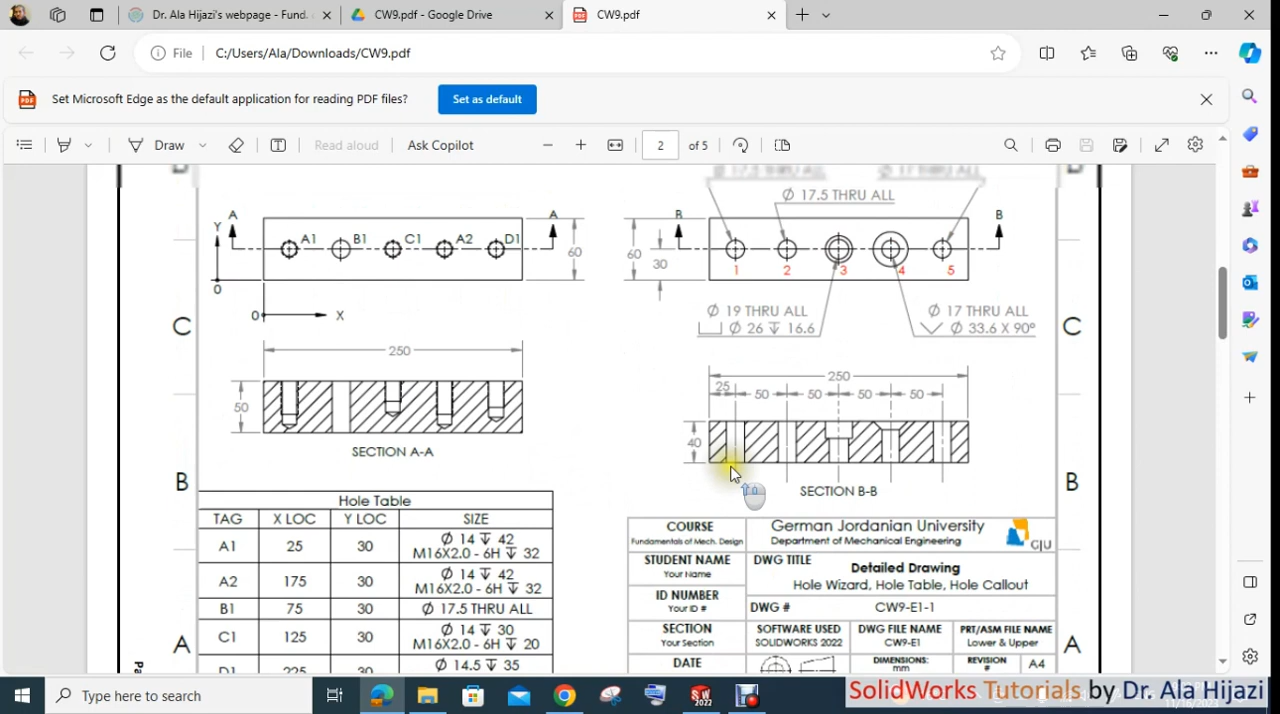 Dr. Ala Hijazi's webpage - Fund.
CW9.pdf - Google Drive
CW9.pdf
File
C:/Users/Ala/Downloads/CW9.pdf
Set Microsoft Edge as the default application for reading PDF files?
Set as default
Draw
Read aloud
Ask Copilot
2
of 5
Ø 17.5 THRU ALL
A
A
Y
A1
B1
C1
A2
D1
60
0
0
X
B
B
60
30
1
2
3
4
5
Ø 19 THRU ALL
⌴ Ø 26 ↧ 16.6
Ø 17 THRU ALL
⌵ Ø 33.6 X 90°
C
C
250
50
SECTION A-A
250
25
50
50
50
50
40
SECTION B-B
B
B
Hole Table
TAG X LOC Y LOC SIZE
A1 25 30 Ø 14 ↧ 42
M16X2.0 - 6H ↧ 32
A2 175 30 Ø 14 ↧ 42
M16X2.0 - 6H ↧ 32
B1 75 30 Ø 17.5 THRU ALL
C1 125 30 Ø 14 ↧ 30
M16X2.0 - 6H ↧ 20
D1 225 30 Ø 14.5 ↧ 35
COURSE
Fundamentals of Mech. Design
German Jordanian University
Department of Mechanical Engineering
GJU
STUDENT NAME
Your Name
DWG TITLE
Detailed Drawing
Hole Wizard, Hole Table, Hole Callout
ID NUMBER
Your ID #
DWG #
CW9-E1-1
SECTION
Your Section
SOFTWARE USED
SOLIDWORKS 2022
DWG FILE NAME
CW9-E1
PRT/ASM FILE NAME
Lower & Upper
DATE
DIMENSIONS:
mm
REVISION
#
A4
A
A
Type here to search
SW
2022
SolidWorks Tutorials by Dr. Ala Hijazi